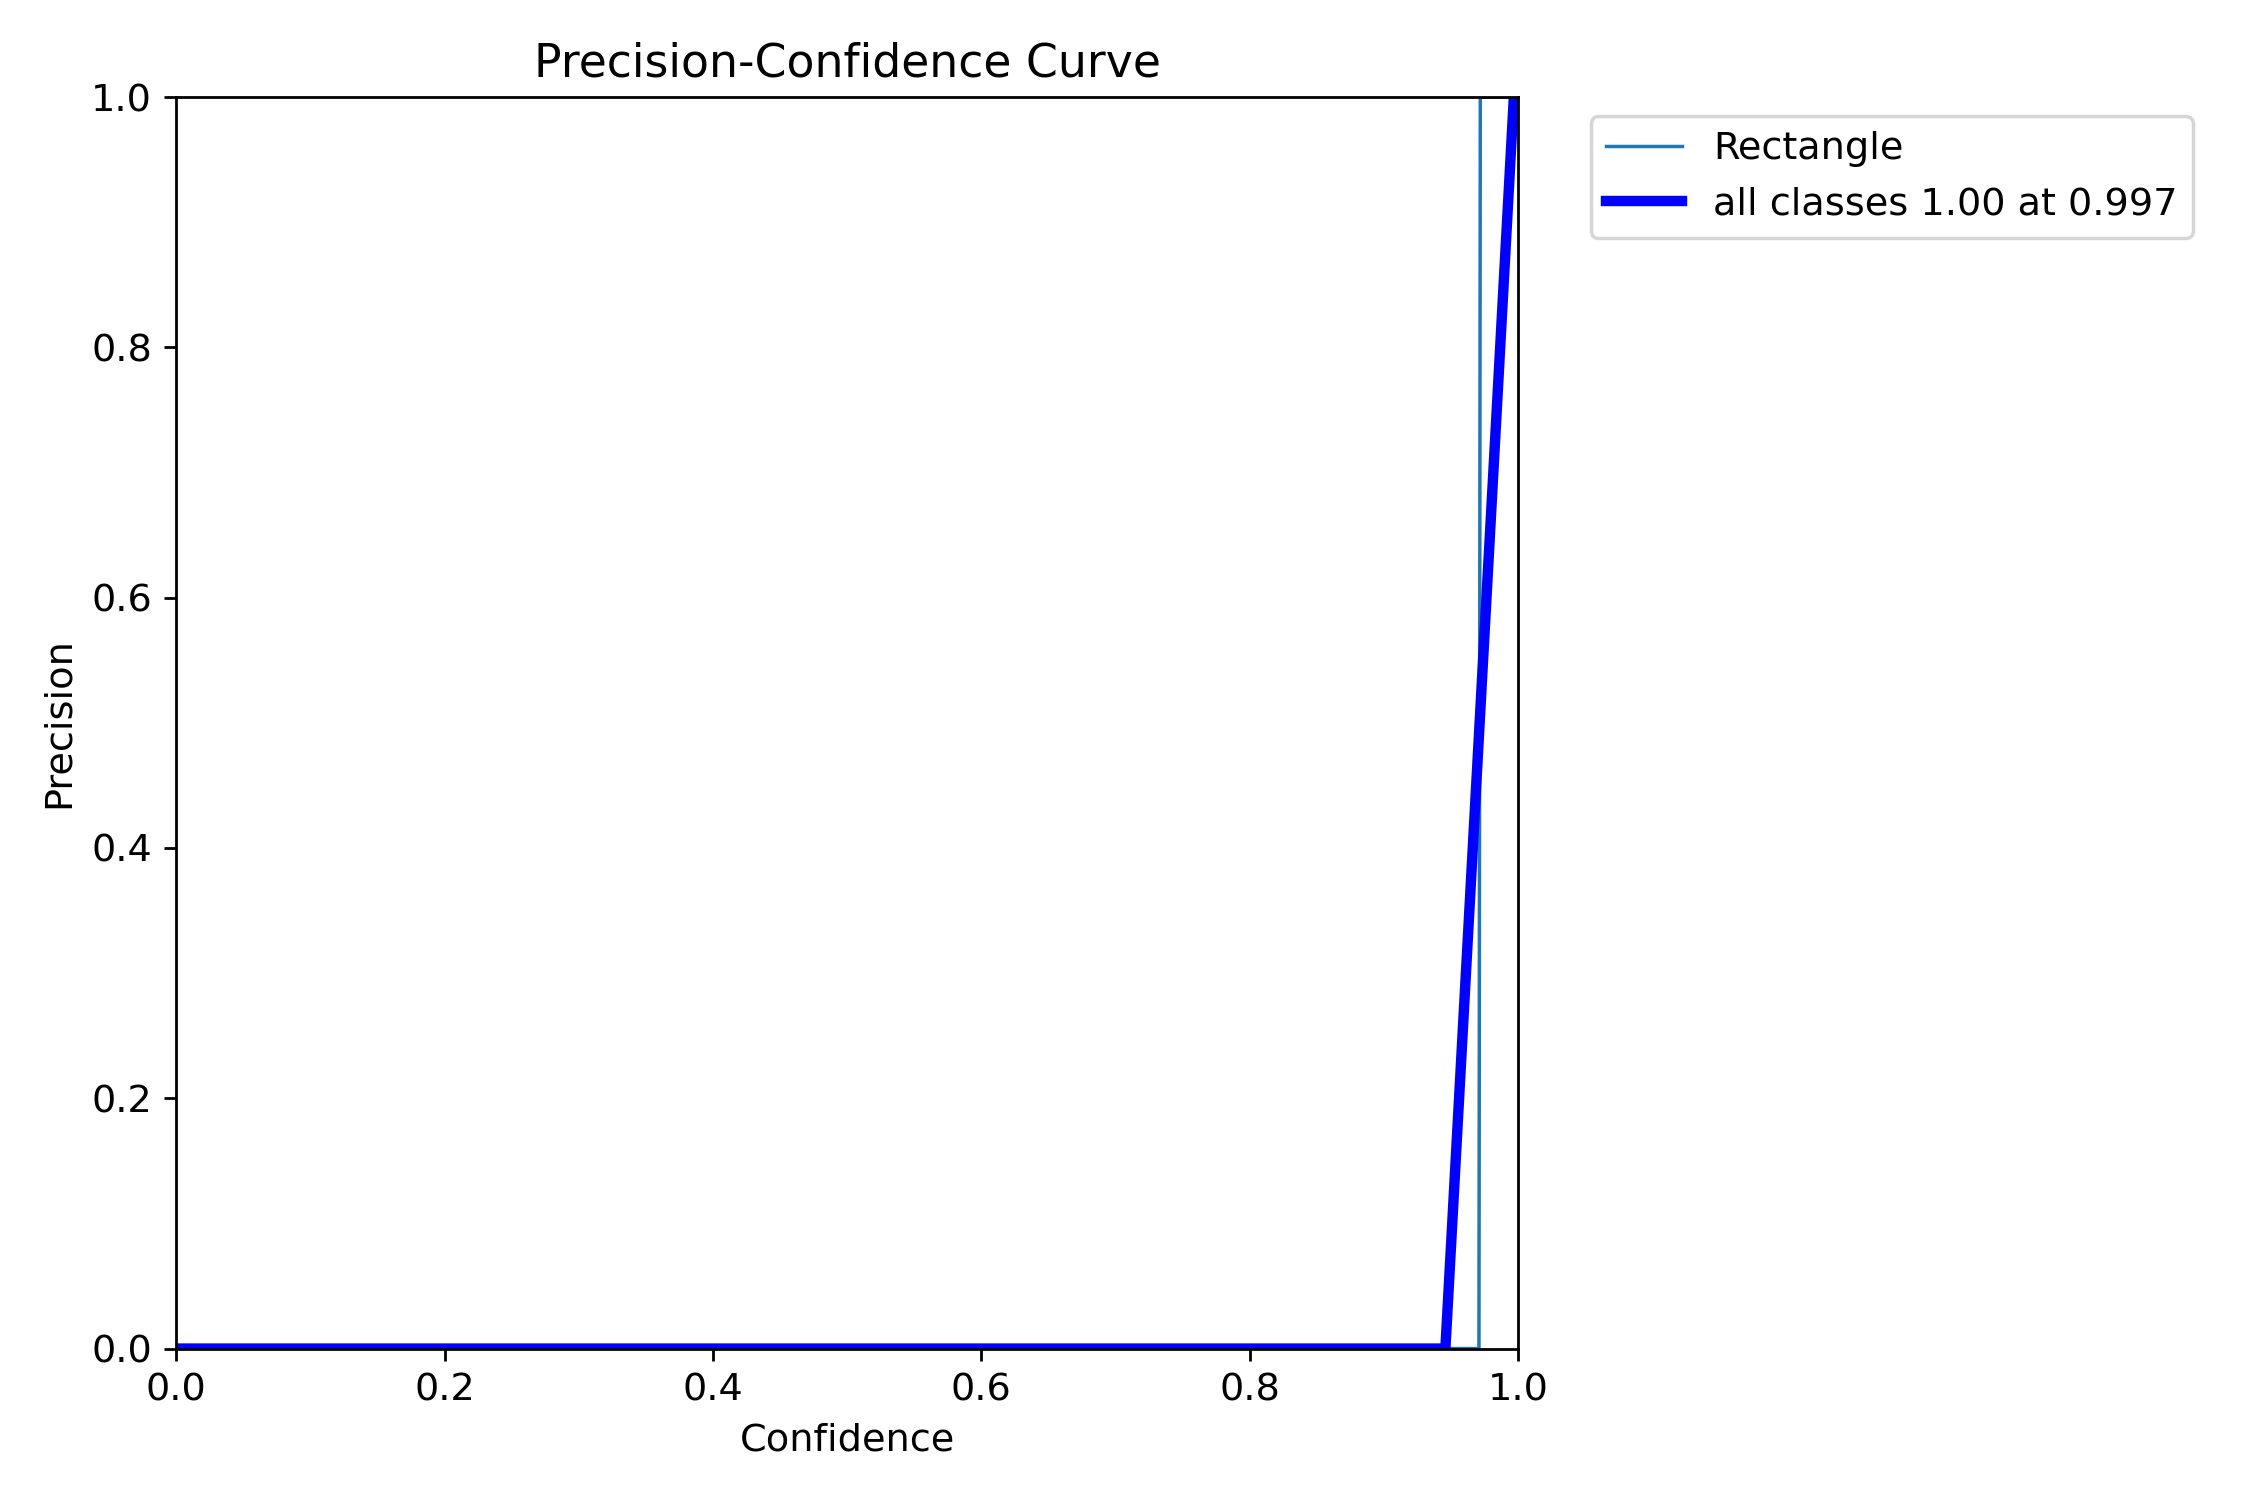 Precision-Confidence Curve
1.0
0.8
0.6
0.4
0.2
0.0
Precision
0.0 0.2 0.4 0.6 0.8 1.0
Confidence
Rectangle
all classes 1.00 at 0.997